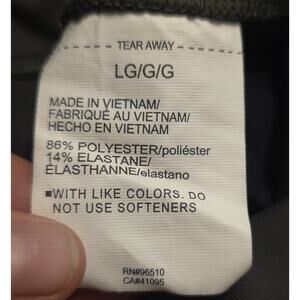 TEAR AWAY
LG/G/G
MADE IN VIETNAM/
FABRIQUÉ AU VIETNAM/
HECHO EN VIETNAM
86% POLYESTER/poliéster
14% ELASTANE/
ÉLASTHANNE/elastano
■WITH LIKE COLORS. DO
NOT USE SOFTENERS
RN#96510
CA#41095